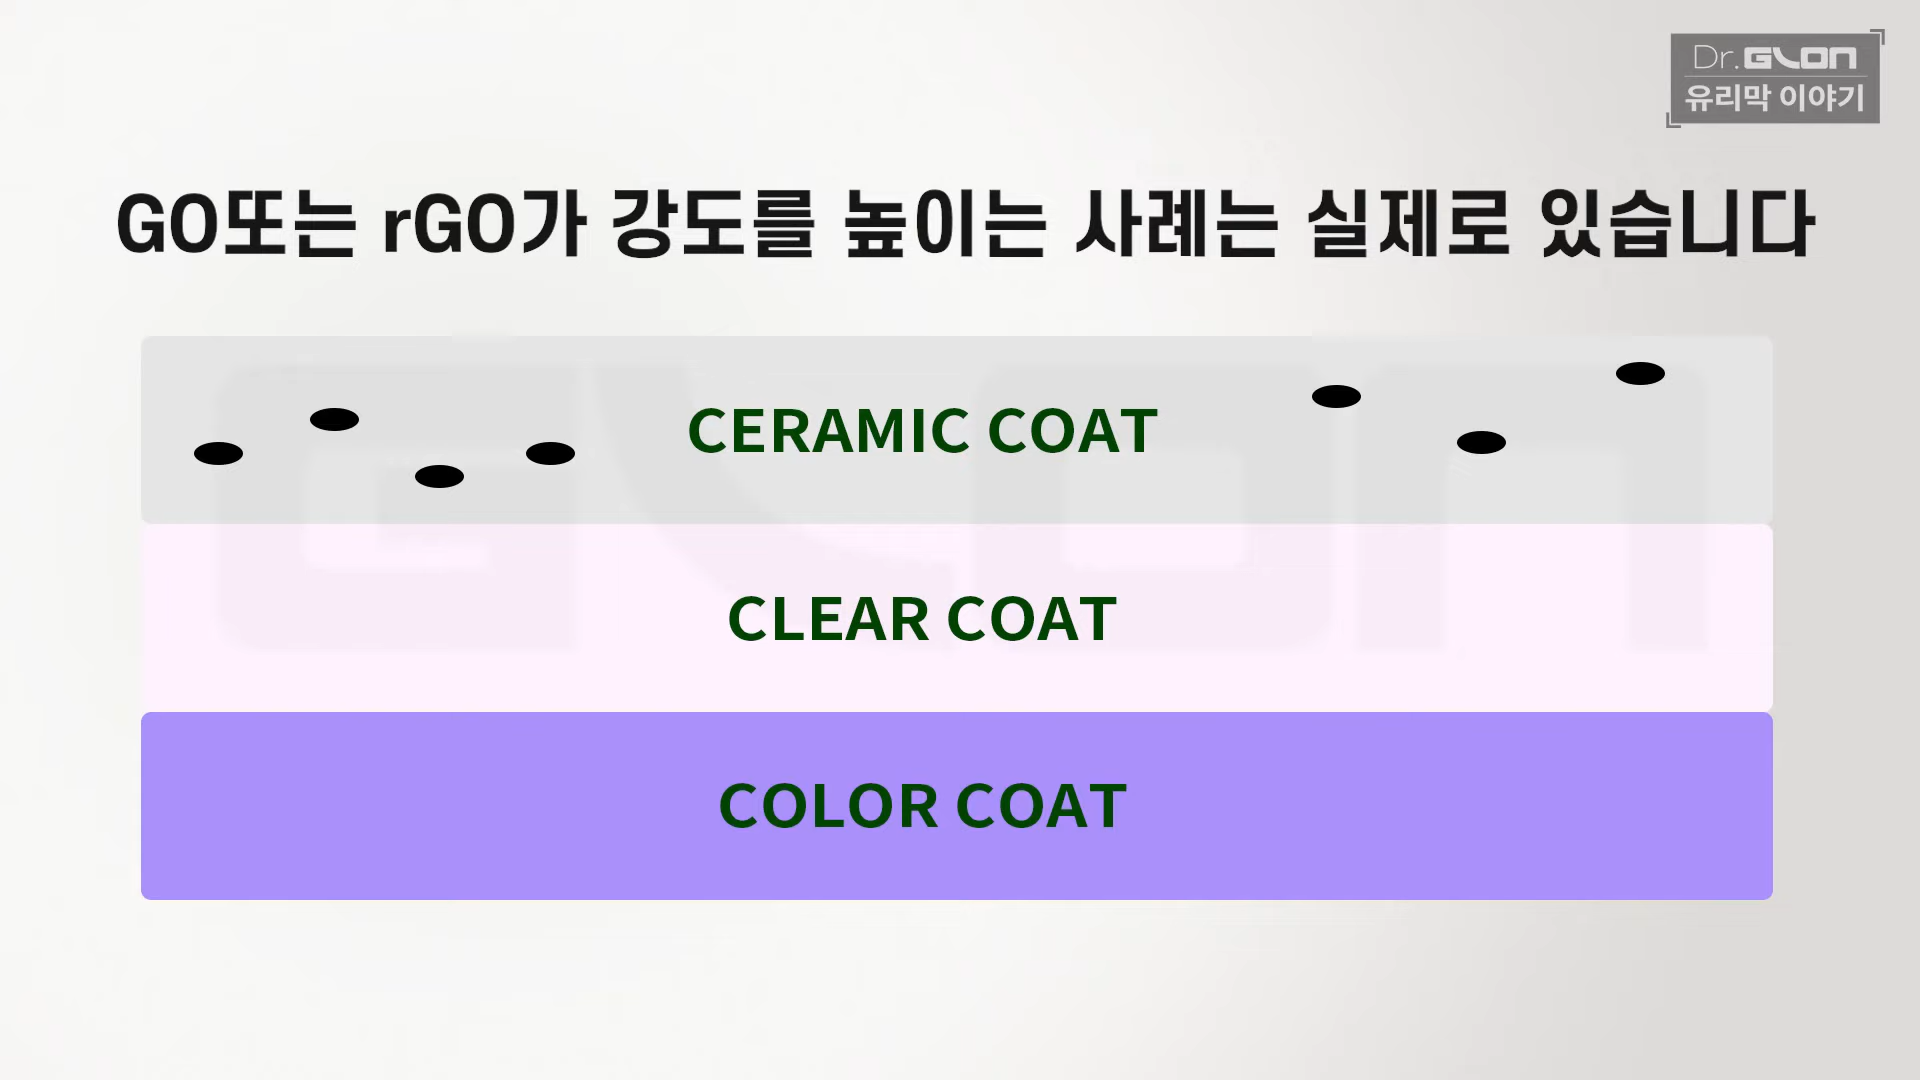 Dr. GLON
유리막 이야기
GO또는 rGO가 강도를 높이는 사례는 실제로 있습니다
CERAMIC COAT
CLEAR COAT
COLOR COAT